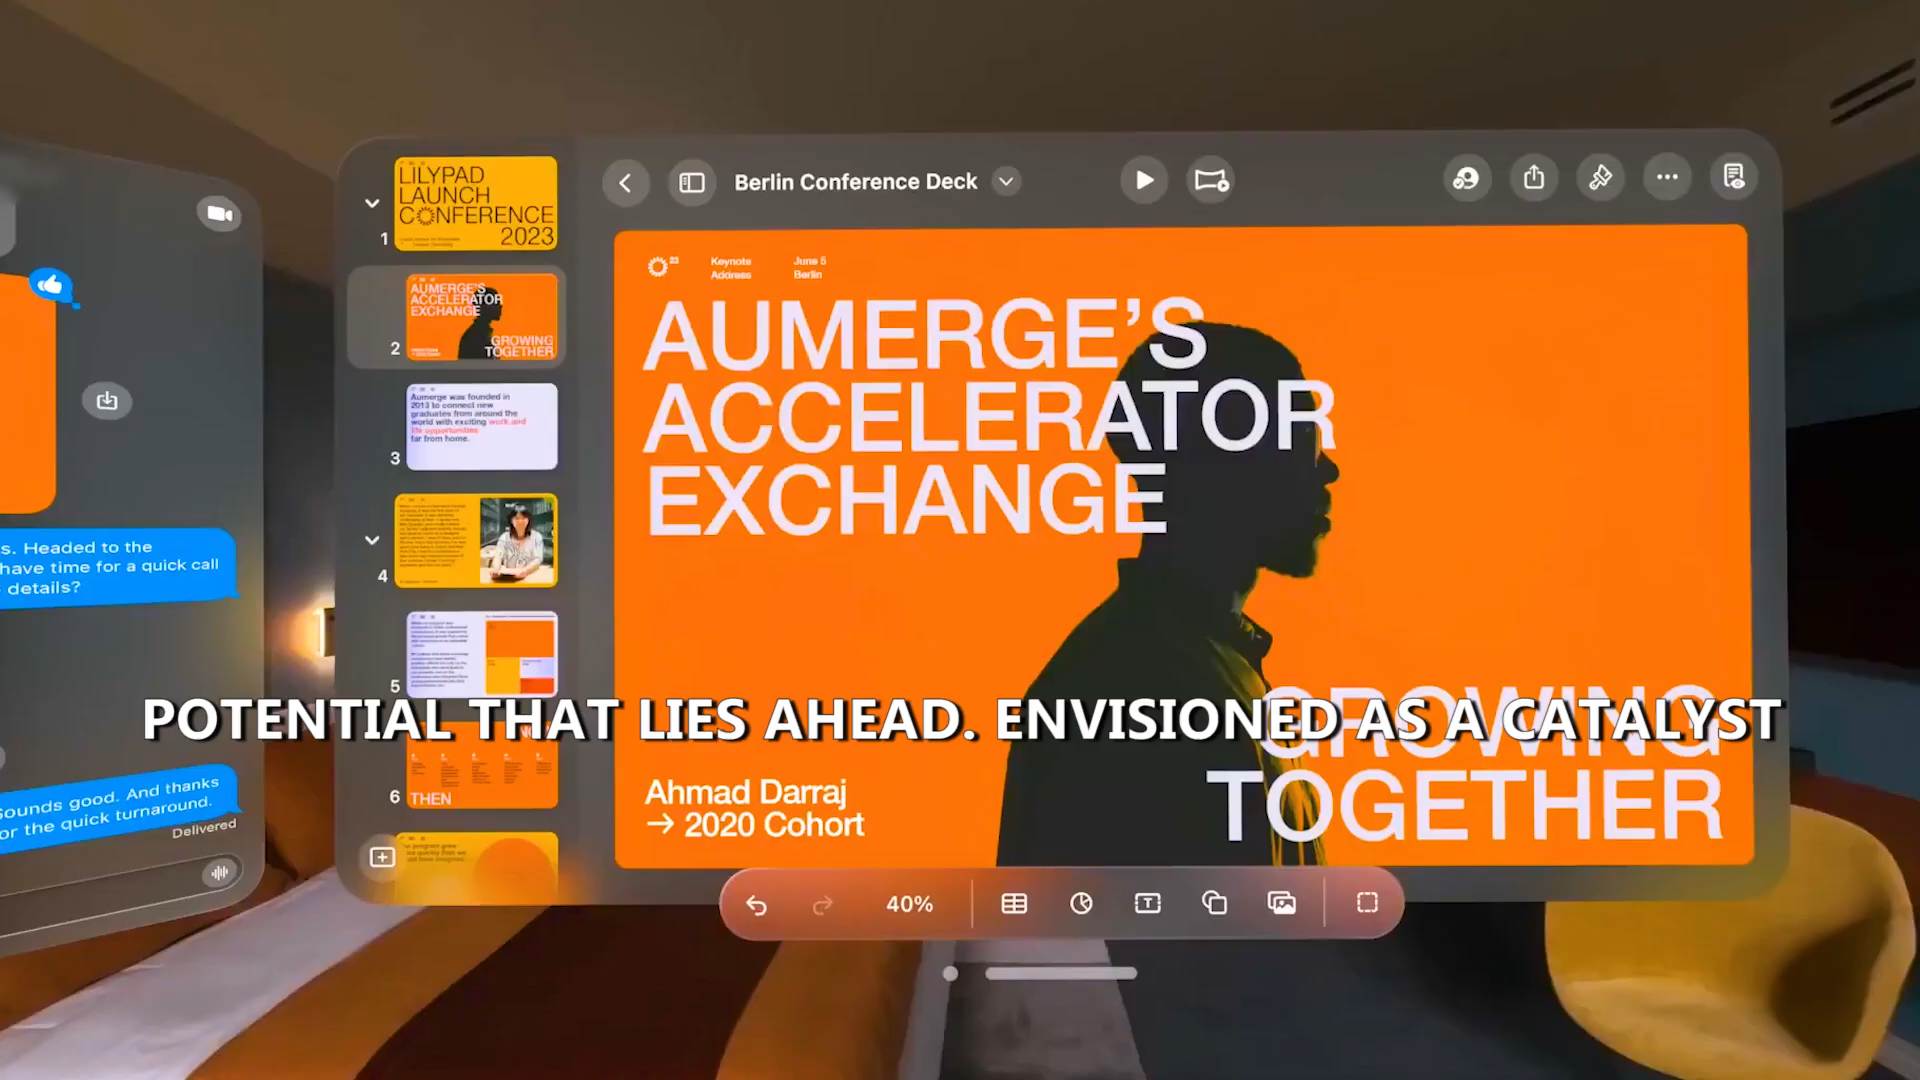 s. Headed to the
have time for a quick call
details?
Sounds good. And thanks
or the quick turnaround.
Delivered
LILYPAD
LAUNCH
CONFERENCE
2023
1
AUMERGE'S
ACCELERATOR
EXCHANGE
GROWING
TOGETHER
2
Aumerge was founded in
2013 to connect new
graduates from around the
world with exciting work and
life opportunities
far from home.
3
4
5
6
THEN
Berlin Conference Deck
23
Keynote
Address
June 5
Berlin
AUMERGE'S
ACCELERATOR
EXCHANGE
GROWING
TOGETHER
Ahmad Darraj
→ 2020 Cohort
POTENTIAL THAT LIES AHEAD. ENVISIONED AS A CATALYST
40%